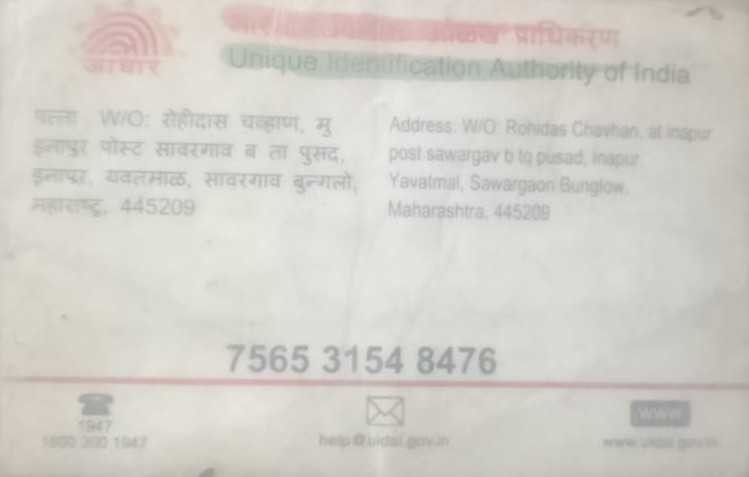 प्राधिकरण
Unique Identification Authority of India
आधार
पत्ता W/O: रोहीदास चव्हाण, मु
इनापुर पोस्ट सावरगाव ब ता पुसद,
इनापुर, यवतमाळ, सावरगाव बुन्गलो,
महाराष्ट्र, 445209
Address: W/O: Rohidas Chavhan, at inapur
post sawargav b tq pusad, Inapur,
Yavatmal, Sawargaon Bunglow,
Maharashtra, 445209
7565 3154 8476
1947
1800 300 1947
help@uidai.gov.in
www
www.uidai.gov.in